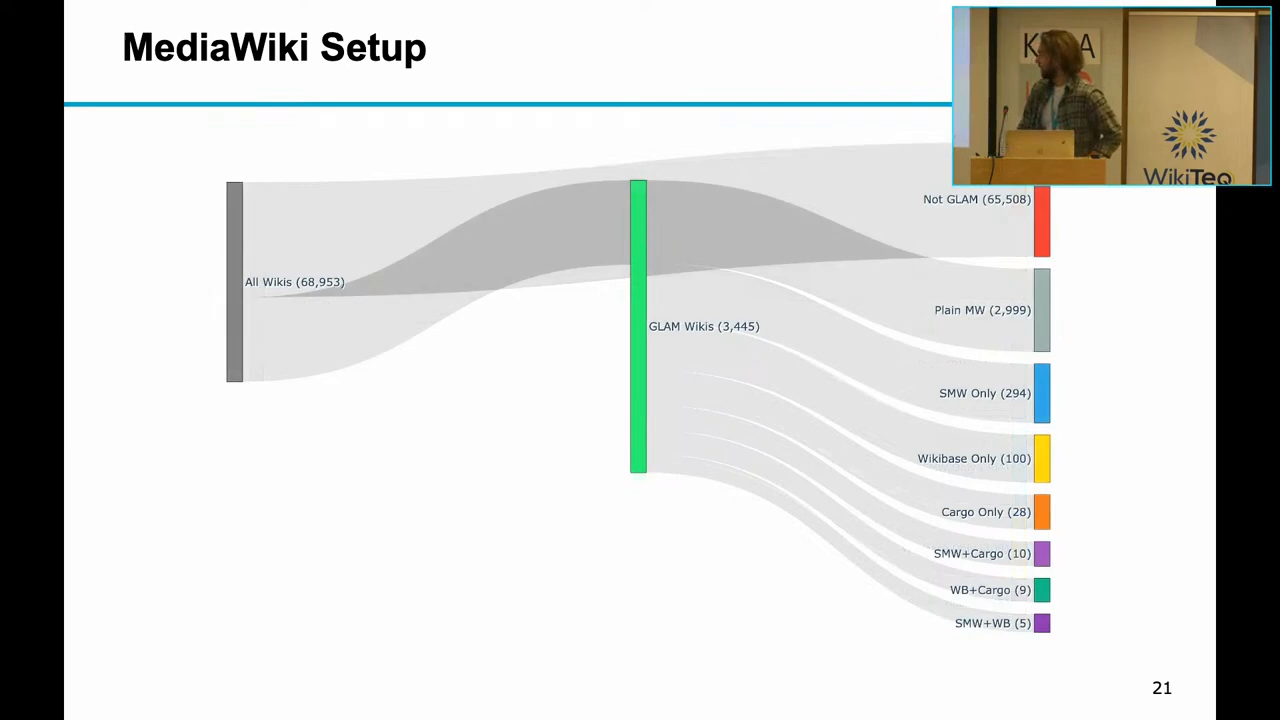 MediaWiki Setup
WikiTeq
Not GLAM (65,508)
All Wikis (68,953)
Plain MW (2,999)
GLAM Wikis (3,445)
SMW Only (294)
Wikibase Only (100)
Cargo Only (28)
SMW+Cargo (10)
WB+Cargo (9)
SMW+WB (5)
21